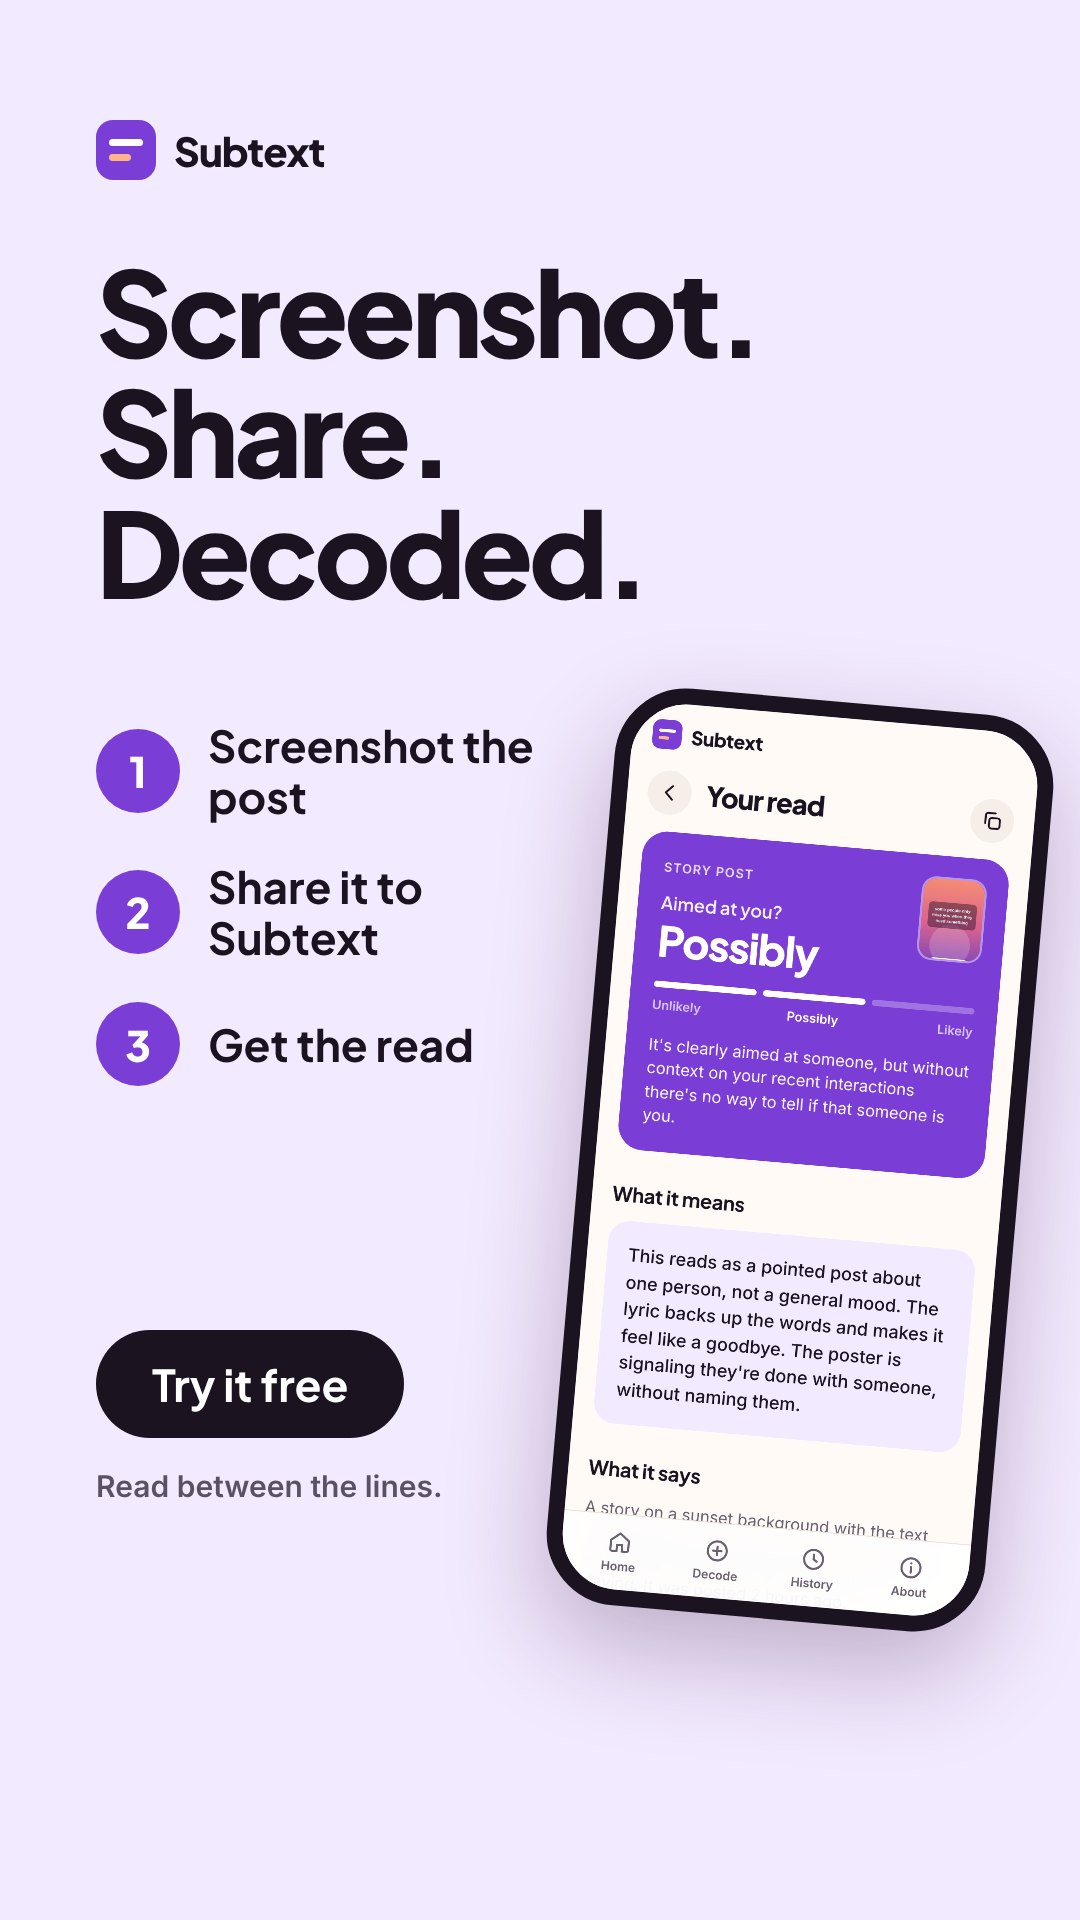 Subtext
Screenshot.
Share.
Decoded.
1
Screenshot the
post
2
Share it to
Subtext
3
Get the read
Try it free
Read between the lines.
Subtext
Your read
STORY POST
Aimed at you?
Possibly
Unlikely
Possibly
Likely
It's clearly aimed at someone, but without
context on your recent interactions
there's no way to tell if that someone is
you.
What it means
This reads as a pointed post about
one person, not a general mood. The
lyric backs up the words and makes it
feel like a goodbye. The poster is
signaling they're done with someone,
without naming them.
What it says
A story on a sunset background with the text
Home
Decode
History
About